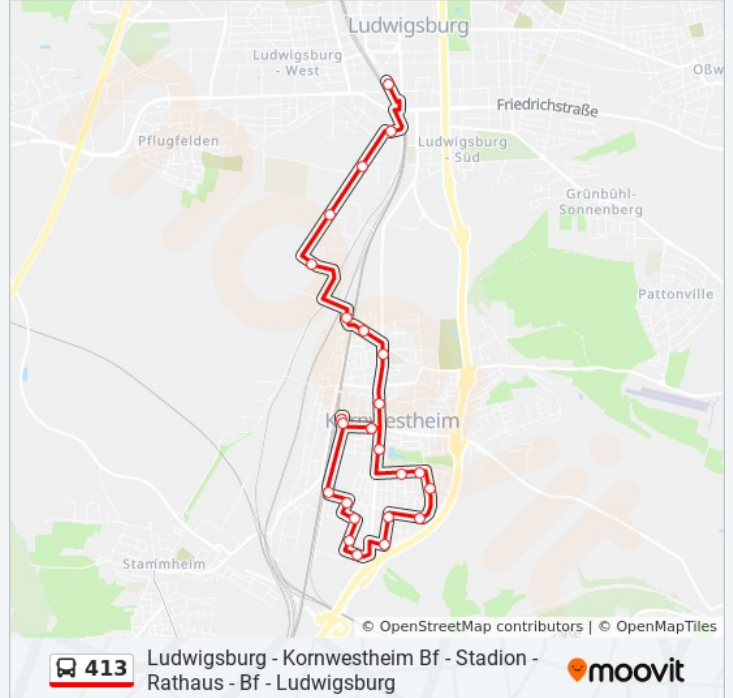 Ludwigsburg
Ludwigsburg
- West
Oßw
Friedrichstraße
Pflugfelden
Ludwigsburg
- Süd
Grünbühl-
Sonnenberg
Pattonville
Kornwestheim
Stammheim
© OpenStreetMap contributors | © OpenMapTiles
413
Ludwigsburg - Kornwestheim Bf - Stadion -
Rathaus - Bf - Ludwigsburg
moovit